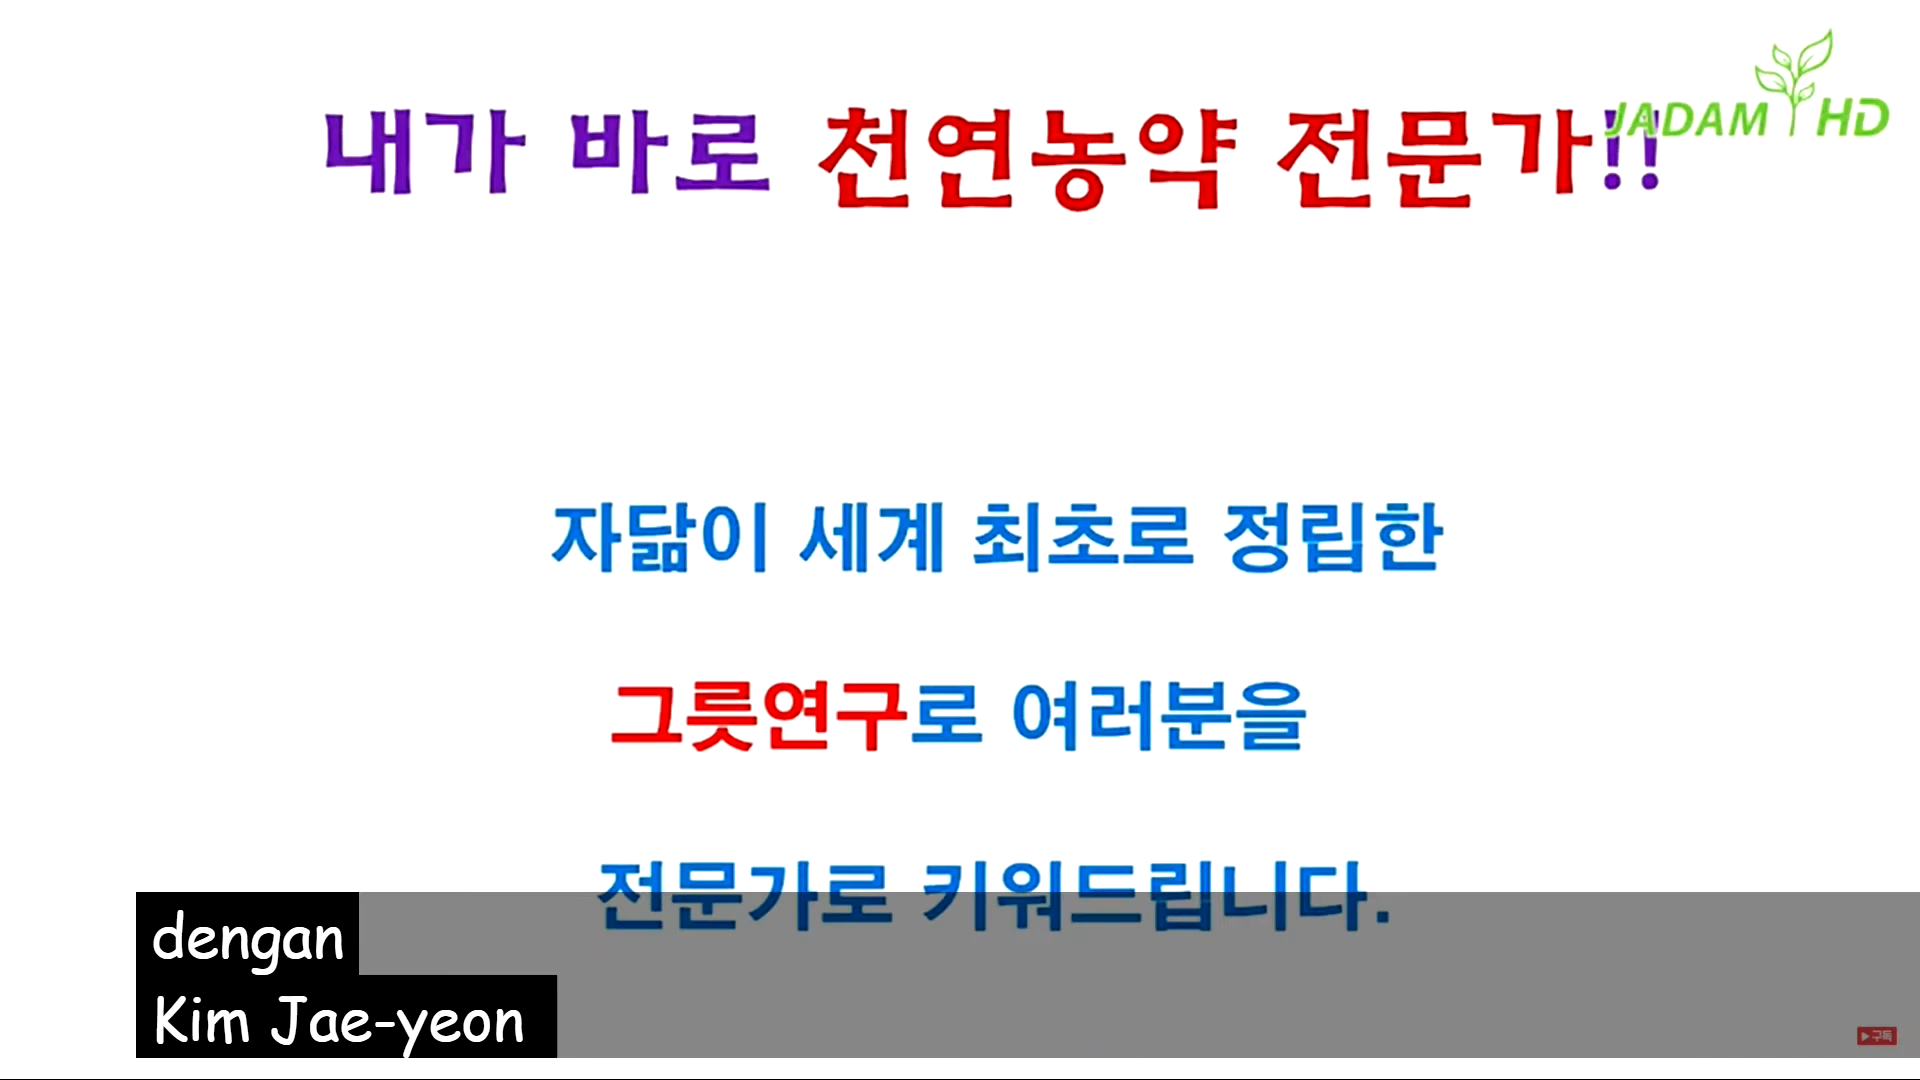 내가 바로 천연농약 전문가!!
JADAM HD
자닮이 세계 최초로 정립한
그릇연구로 여러분을
전문가로 키워드립니다.
dengan
Kim Jae-yeon
구독